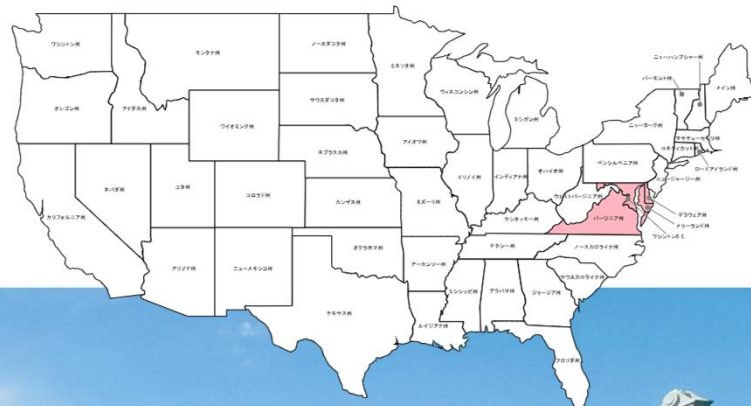 ワシントン州
モンタナ州
ノースダコタ州
ミネソタ州
ニューハンプシャー州
バーモント州
メイン州
オレゴン州
アイダホ州
サウスダコタ州
ウィスコンシン州
ミシガン州
ワイオミング州
ニューヨーク州
マサチューセッツ州
コネティカット州
ロードアイランド州
アイオワ州
ネブラスカ州
ペンシルベニア州
ニュージャージー州
ネバダ州
ユタ州
コロラド州
イリノイ州
インディアナ州
オハイオ州
ウェストバージニア州
デラウェア州
メリーランド州
ワシントンD.C.
カリフォルニア州
カンザス州
ミズーリ州
ケンタッキー州
バージニア州
オクラホマ州
テネシー州
ノースカロライナ州
アリゾナ州
ニューメキシコ州
アーカンソー州
サウスカロライナ州
テキサス州
ルイジアナ州
ミシシッピ州
アラバマ州
ジョージア州
フロリダ州